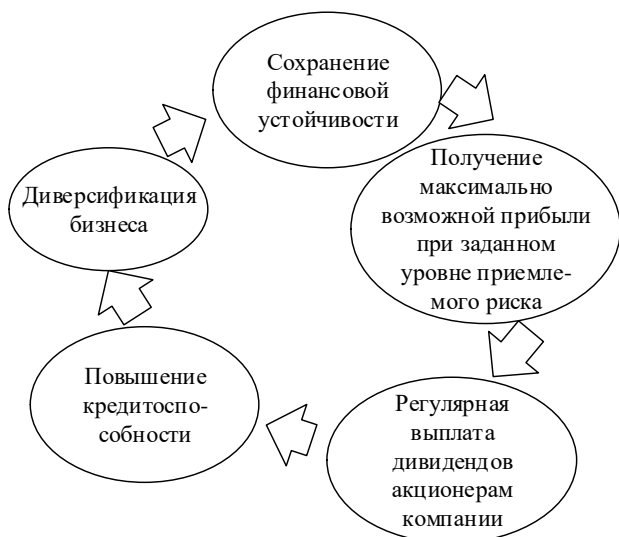 Сохранение
финансовой
устойчивости
Получение
максимально
возможной прибыли
при заданном
уровне приемле-
мого риска
Регулярная
выплата
дивидендов
акционерам
компании
Повышение
кредитоспо-
собности
Диверсификация
бизнеса